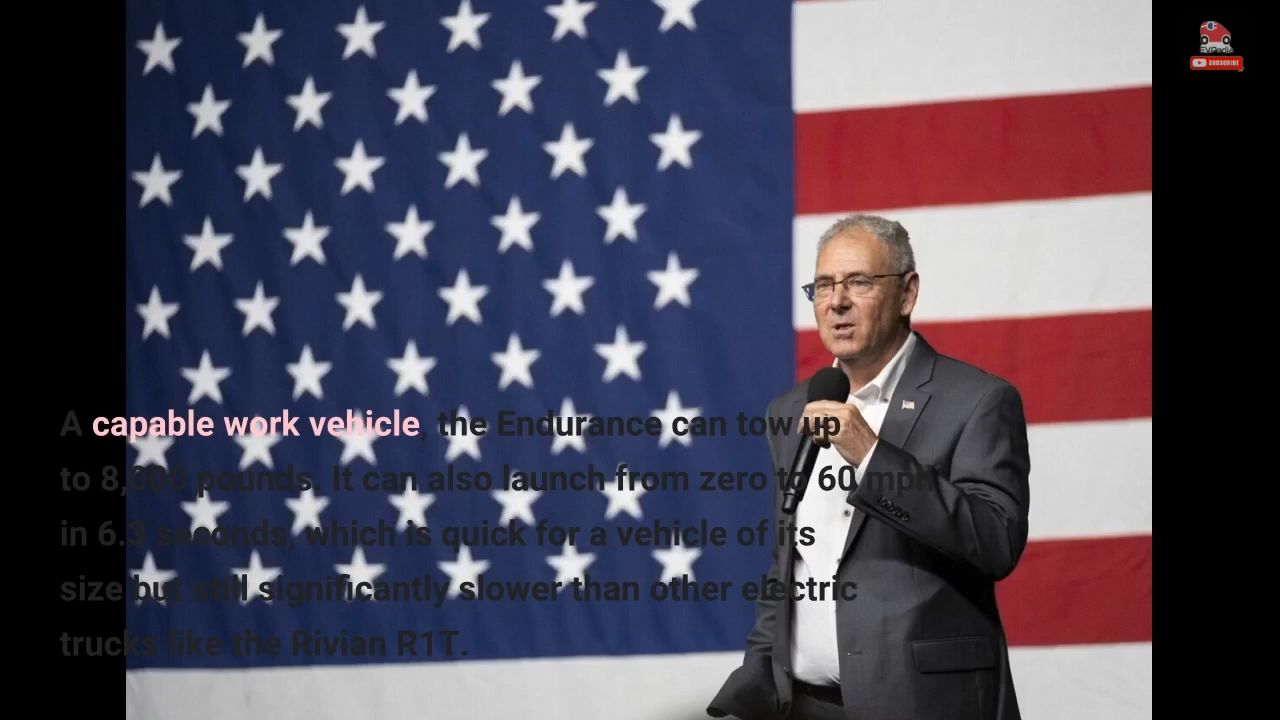 EVPedia
SUBSCRIBE
A capable work vehicle, the Endurance can tow up
to 8,000 pounds. It can also launch from zero to 60 mph
in 6.3 seconds, which is quick for a vehicle of its
size but still significantly slower than other electric
trucks like the Rivian R1T.